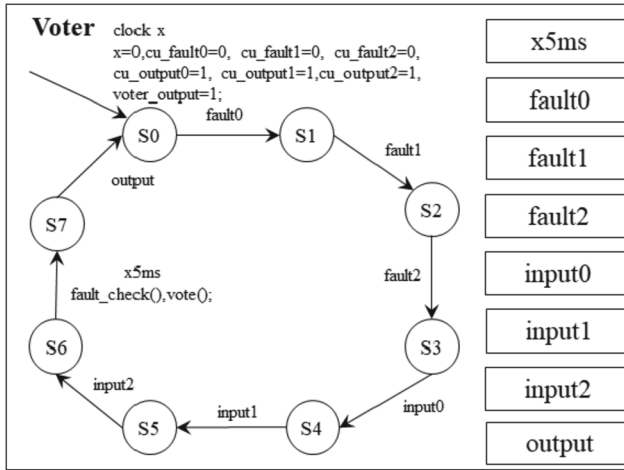 Voter
clock x
x=0,cu_fault0=0, cu_fault1=0, cu_fault2=0,
cu_output0=1, cu_output1=1,cu_output2=1,
voter_output=1;
S0
fault0
S1
fault1
S2
fault2
S3
input0
S4
input1
S5
input2
S6
x5ms
fault_check(),vote();
S7
output
x5ms
fault0
fault1
fault2
input0
input1
input2
output